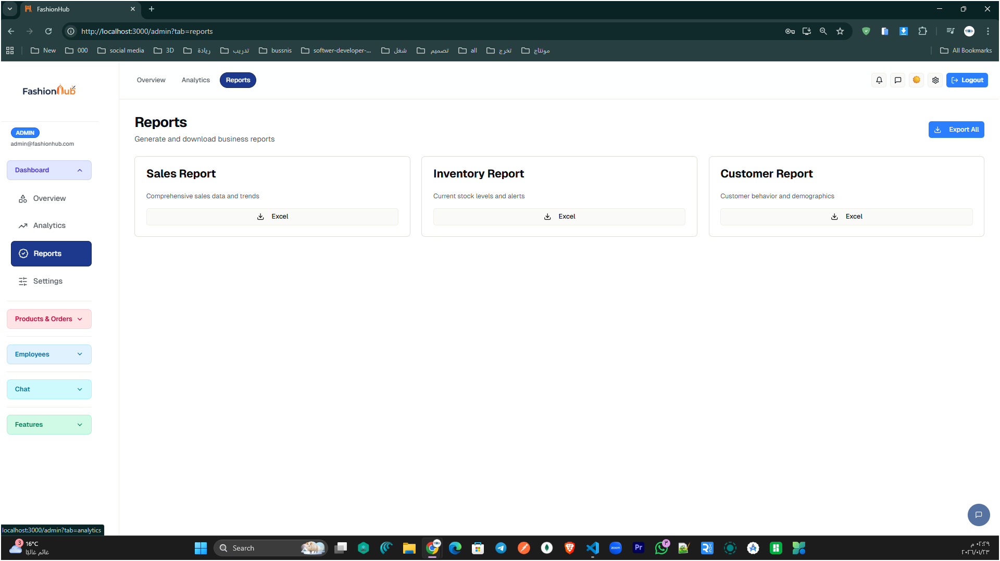 FashionHub
http://localhost:3000/admin?tab=reports
New
000
social media
3D
ريادة
تدريب
bussnis
softwer-developer-...
شغل
تصميم
all
تخرج
مونتاج
All Bookmarks
FashionHub
Overview
Analytics
Reports
Logout
ADMIN
admin@fashionhub.com
Dashboard
Overview
Analytics
Reports
Settings
Products & Orders
Employees
Chat
Features
Reports
Generate and download business reports
Export All
Sales Report
Comprehensive sales data and trends
Excel
Inventory Report
Current stock levels and alerts
Excel
Customer Report
Customer behavior and demographics
Excel
localhost:3000/admin?tab=analytics
3
16°C
غائم غالبًا
Search
zoom
Pr
٣
٠٢:٢٩ م
٢٠٢٦/٠١/٢٣